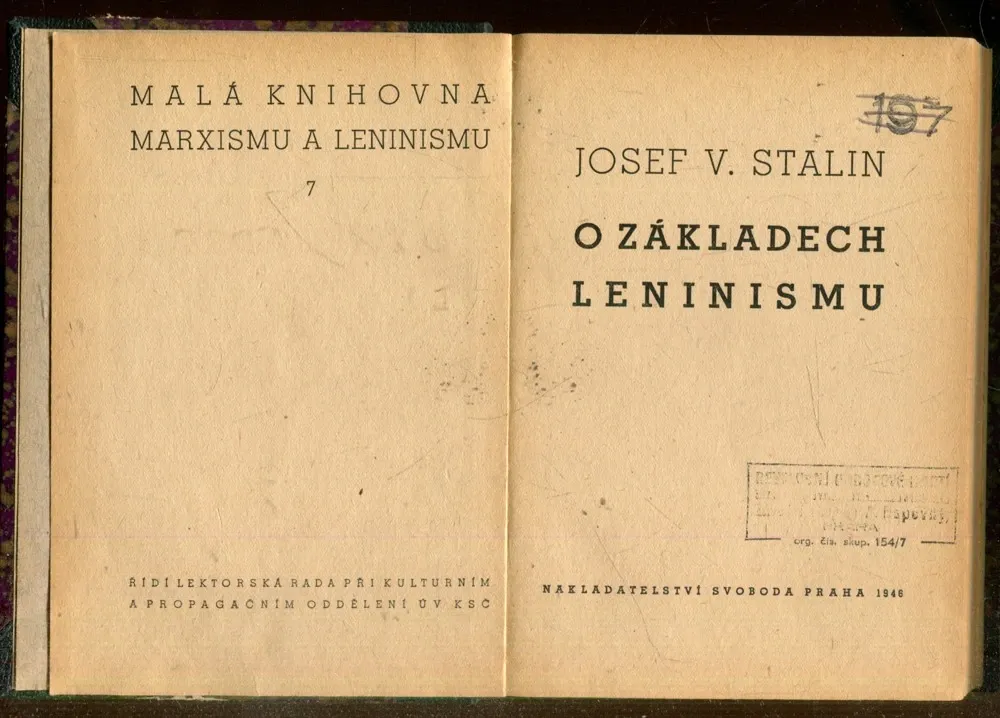 MALÁ KNIHOVNA
MARXISMU A LENINISMU
7
ŘÍDÍ LEKTORSKÁ RADA PŘI KULTURNÍM
A PROPAGAČNÍM ODDĚLENÍ ÚV KSČ
197
JOSEF V. STALIN
O ZÁKLADECH
LENINISMU
PRAHA
org. čís. skup. 154/7
NAKLADATELSTVÍ SVOBODA PRAHA 1946